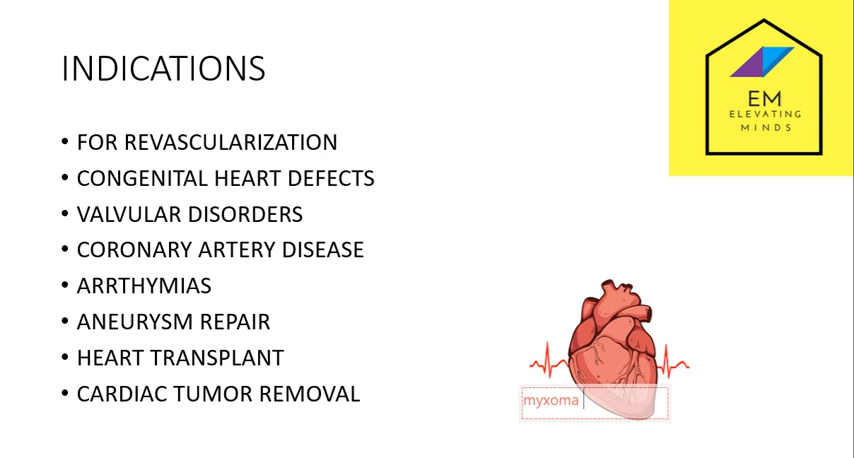 INDICATIONS
• FOR REVASCULARIZATION
• CONGENITAL HEART DEFECTS
• VALVULAR DISORDERS
• CORONARY ARTERY DISEASE
• ARRTHYMIAS
• ANEURYSM REPAIR
• HEART TRANSPLANT
• CARDIAC TUMOR REMOVAL
EM
ELEVATING
MINDS
myxoma